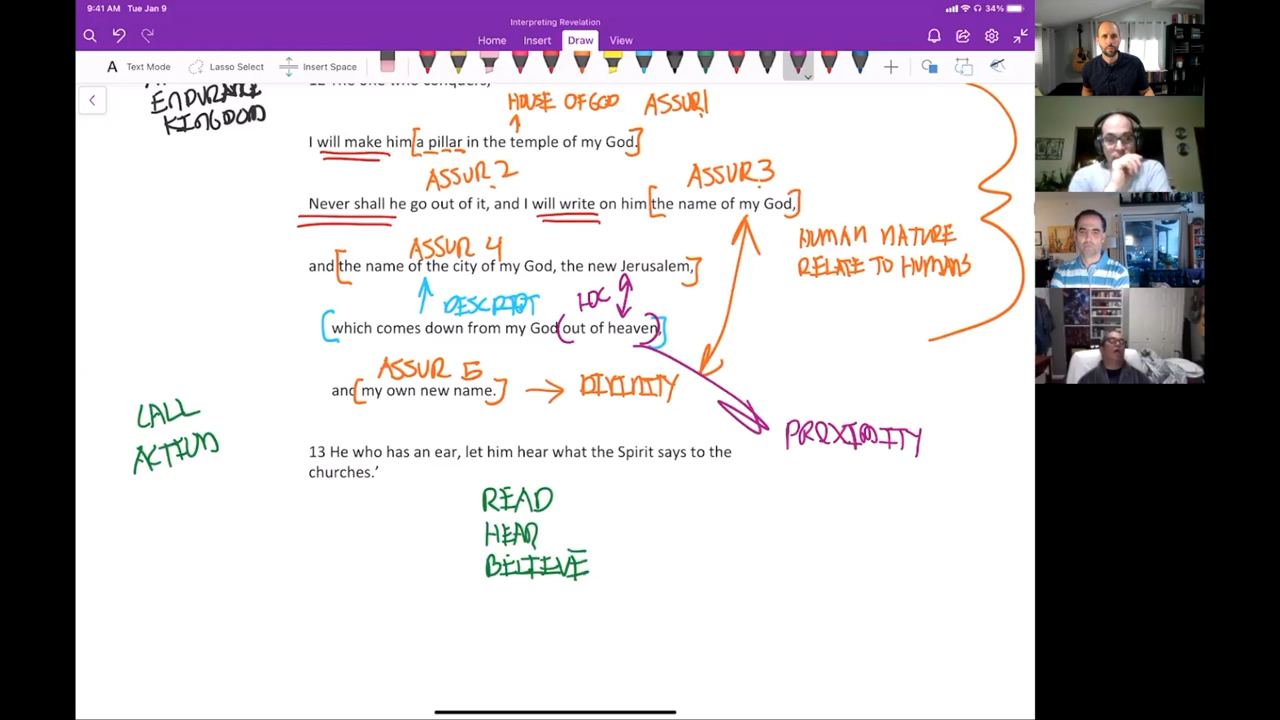 9:41 AM Tue Jan 9
34%
Interpreting Revelation
Home Insert Draw View
A Text Mode Lasso Select Insert Space
ENDURANCE
KINGDOM
12 The one who conquers,
HOUSE OF GOD ASSUR1
I will make him [a pillar in the temple of my God.]
ASSUR 2 ASSUR 3
Never shall he go out of it, and I will write on him [the name of my God,]
HUMAN NATURE
RELATE TO HUMANS
ASSUR 4
and [the name of the city of my God, the new Jerusalem,]
DESCRIPT LOC
[which comes down from my God (out of heaven,)]
ASSUR 5
and [my own new name.] → DIVINITY
PROXIMITY
CALL
ACTION
13 He who has an ear, let him hear what the Spirit says to the
churches.’
READ
HEAR
BELIEVE